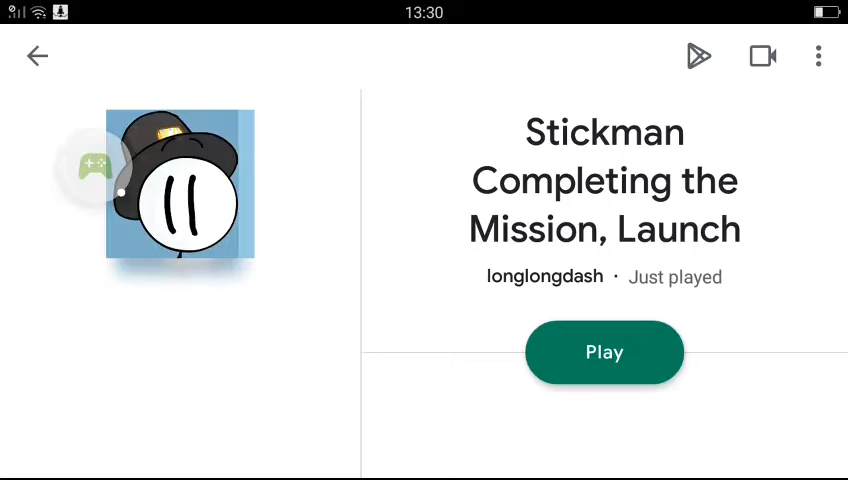 13:30
Stickman
Completing the
Mission, Launch
longlongdash · Just played
Play